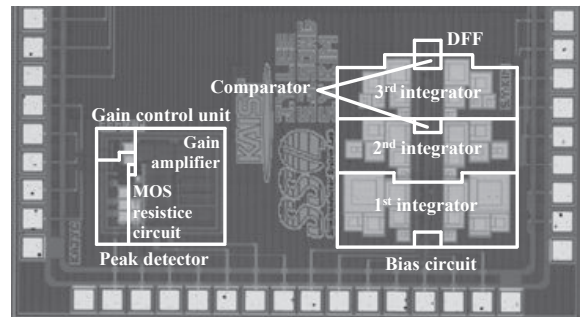 DFF
Comparator
3rd integrator
Gain control unit
Gain
amplifier
2nd integrator
MOS
resistice
circuit
1st integrator
Peak detector
Bias circuit
KAIST